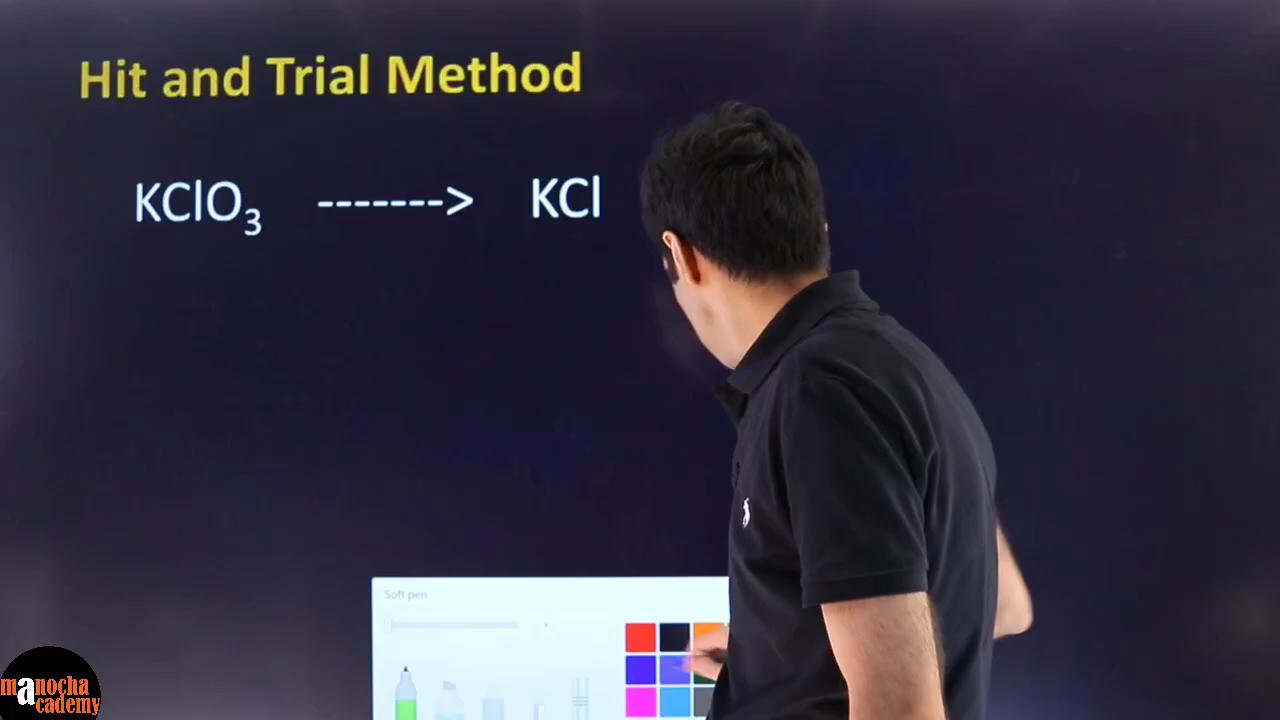 Hit and Trial Method
KClO₃ -------> KCl
Soft pen
manocha
academy